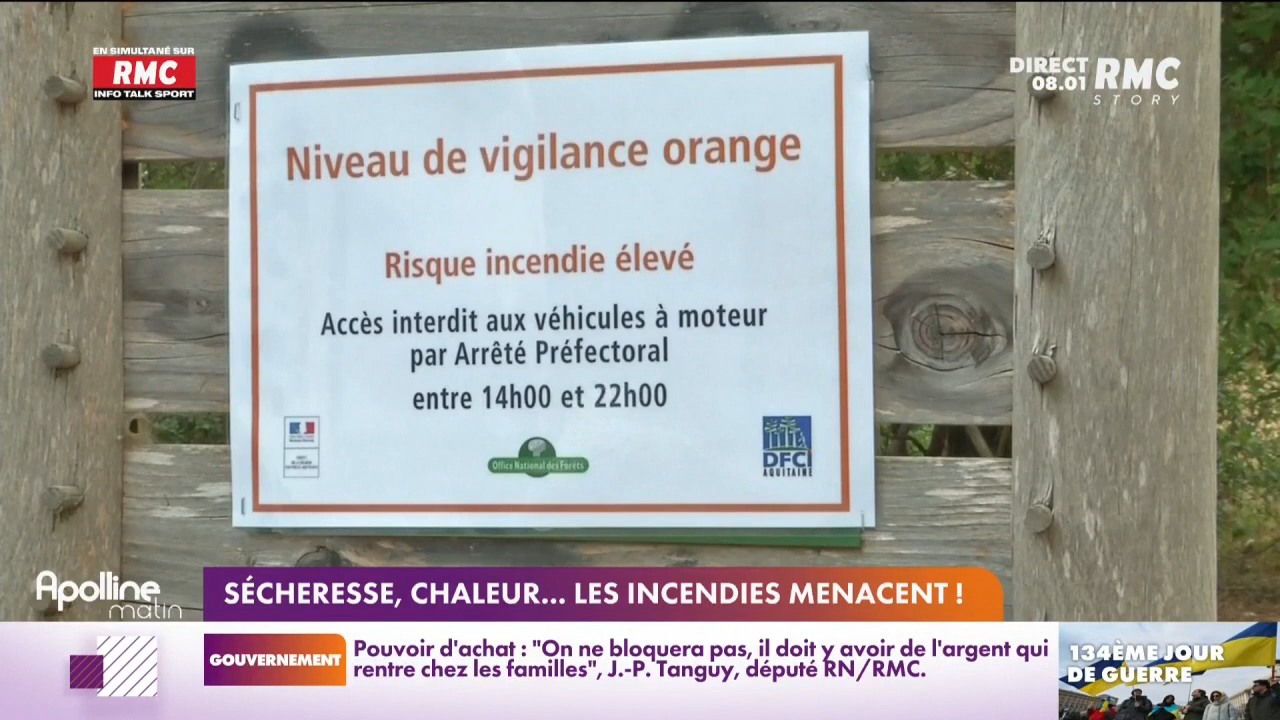 EN SIMULTANÉ SUR
RMC
INFO TALK SPORT
DIRECT
08.01
RMC
STORY
Niveau de vigilance orange
Risque incendie élevé
Accès interdit aux véhicules à moteur
par Arrêté Préfectoral
entre 14h00 et 22h00
Office National des Forêts
DFCI
AQUITAINE
Apolline
matin
SÉCHERESSE, CHALEUR... LES INCENDIES MENACENT !
GOUVERNEMENT
Pouvoir d'achat : "On ne bloquera pas, il doit y avoir de l'argent qui
rentre chez les familles", J.-P. Tanguy, député RN/RMC.
134ÈME JOUR
DE GUERRE